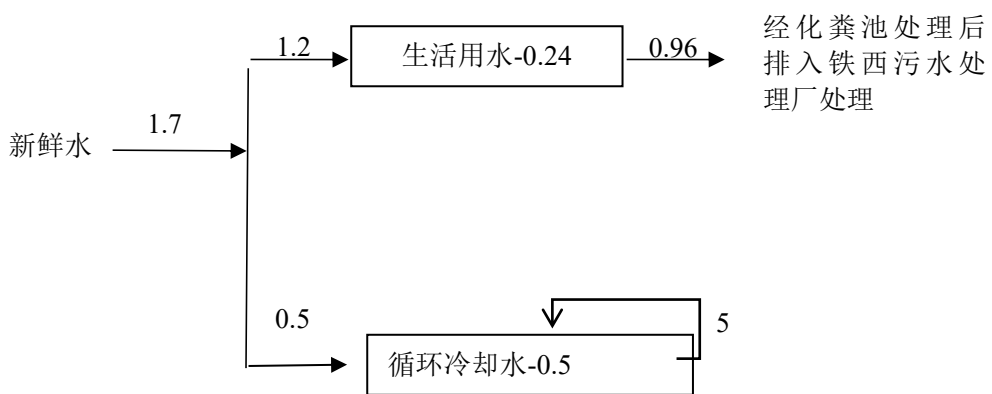 1.2
生活用水-0.24
0.96
经化粪池处理后
排入铁西污水处
理厂处理
新鲜水
1.7
0.5
循环冷却水-0.5
5